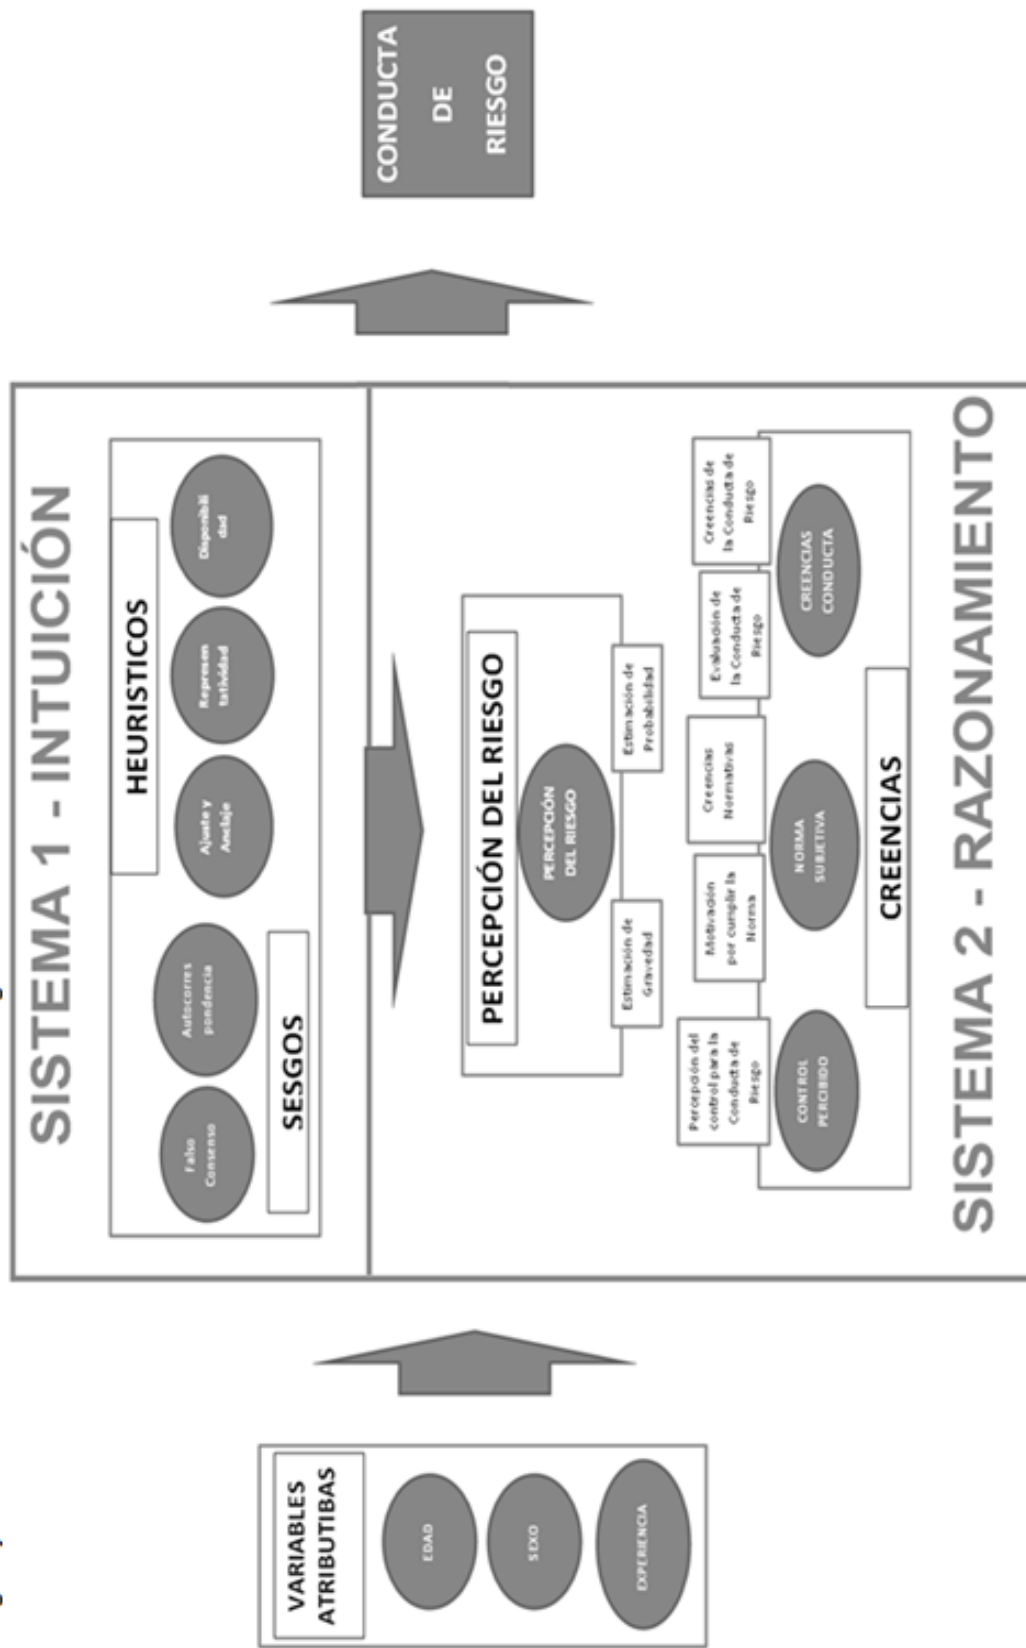 SISTEMA 1 - INTUICIÓN
HEURISTICOS
Falso
Consenso
Autocorres
pondencia
Ajuste y
Anclaje
Represen
tatividad
Disponibili
dad
SESGOS
VARIABLES
ATRIBUTIBAS
EDAD
SEXO
EXPERIENCIA
PERCEPCIÓN DEL RIESGO
PERCEPCIÓN
DEL RIESGO
Estimación de
Gravedad
Estimación de
Probabilidad
Percepción del
control para la
Conducta de
Riesgo
Motivación
por cumplir la
Norma
Creencias
Normativas
Evaluación de
la Conducta de
Riesgo
Creencias de
la Conducta de
Riesgo
CONTROL
PERCIBIDO
NORMA
SUBJETIVA
CREENCIAS
CONDUCTA
CREENCIAS
SISTEMA 2 - RAZONAMIENTO
CONDUCTA
DE
RIESGO